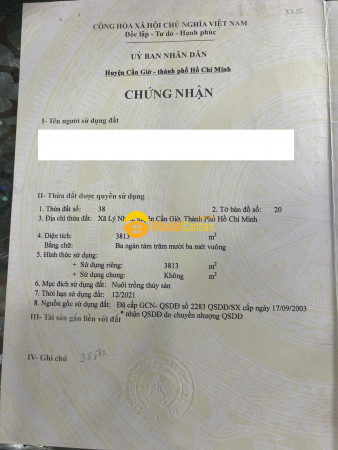 CỘNG HÒA XÃ HỘI CHỦ NGHĨA VIỆT NAM
Độc lập - Tự do - Hạnh phúc
UỶ BAN NHÂN DÂN
Huyện Cần Giờ - thành phố Hồ Chí Minh
CHỨNG NHẬN
I- Tên người sử dụng đất
II- Thửa đất được quyền sử dụng
1. Thửa đất số: 38 2. Tờ bản đồ số: 20
3. Địa chỉ thửa đất: Xã Lý Nhơn, huyện Cần Giờ, Thành Phố Hồ Chí Minh
4. Diện tích: 3813 m²
Bằng chữ: Ba ngàn tám trăm mười ba mét vuông
5. Hình thức sử dụng:
+ Sử dụng riêng: 3813 m²
+ Sử dụng chung: Không m²
6. Mục đích sử dụng đất: Nuôi trồng thủy sản
7. Thời hạn sử dụng đất: 12/2021
8. Nguồn gốc sử dụng đất: Đã cấp GCN- QSDĐ số 2283 QSDĐ/SX cấp ngày 17/09/2003
* nhận QSDĐ do chuyển nhượng QSDĐ
III- Tài sản gắn liền với đất
IV- Ghi chú